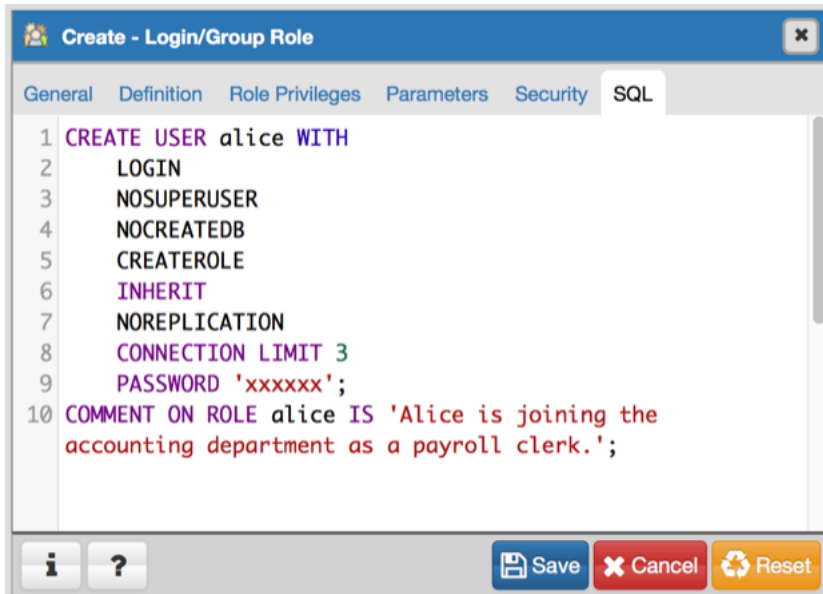 Create - Login/Group Role
General Definition Role Privileges Parameters Security SQL
1 CREATE USER alice WITH
2 LOGIN
3 NOSUPERUSER
4 NOCREATEDB
5 CREATEROLE
6 INHERIT
7 NOREPLICATION
8 CONNECTION LIMIT 3
9 PASSWORD 'xxxxxx';
10 COMMENT ON ROLE alice IS 'Alice is joining the
accounting department as a payroll clerk.';
i ? Save Cancel Reset